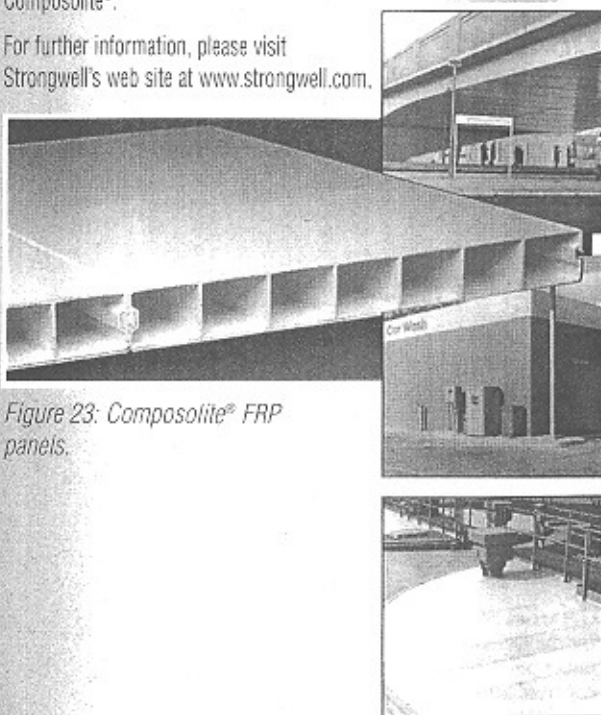 Composolite®.
For further information, please visit
Strongwell's web site at www.strongwell.com.
Car Wash
Figure 23: Composolite® FRP
panels.